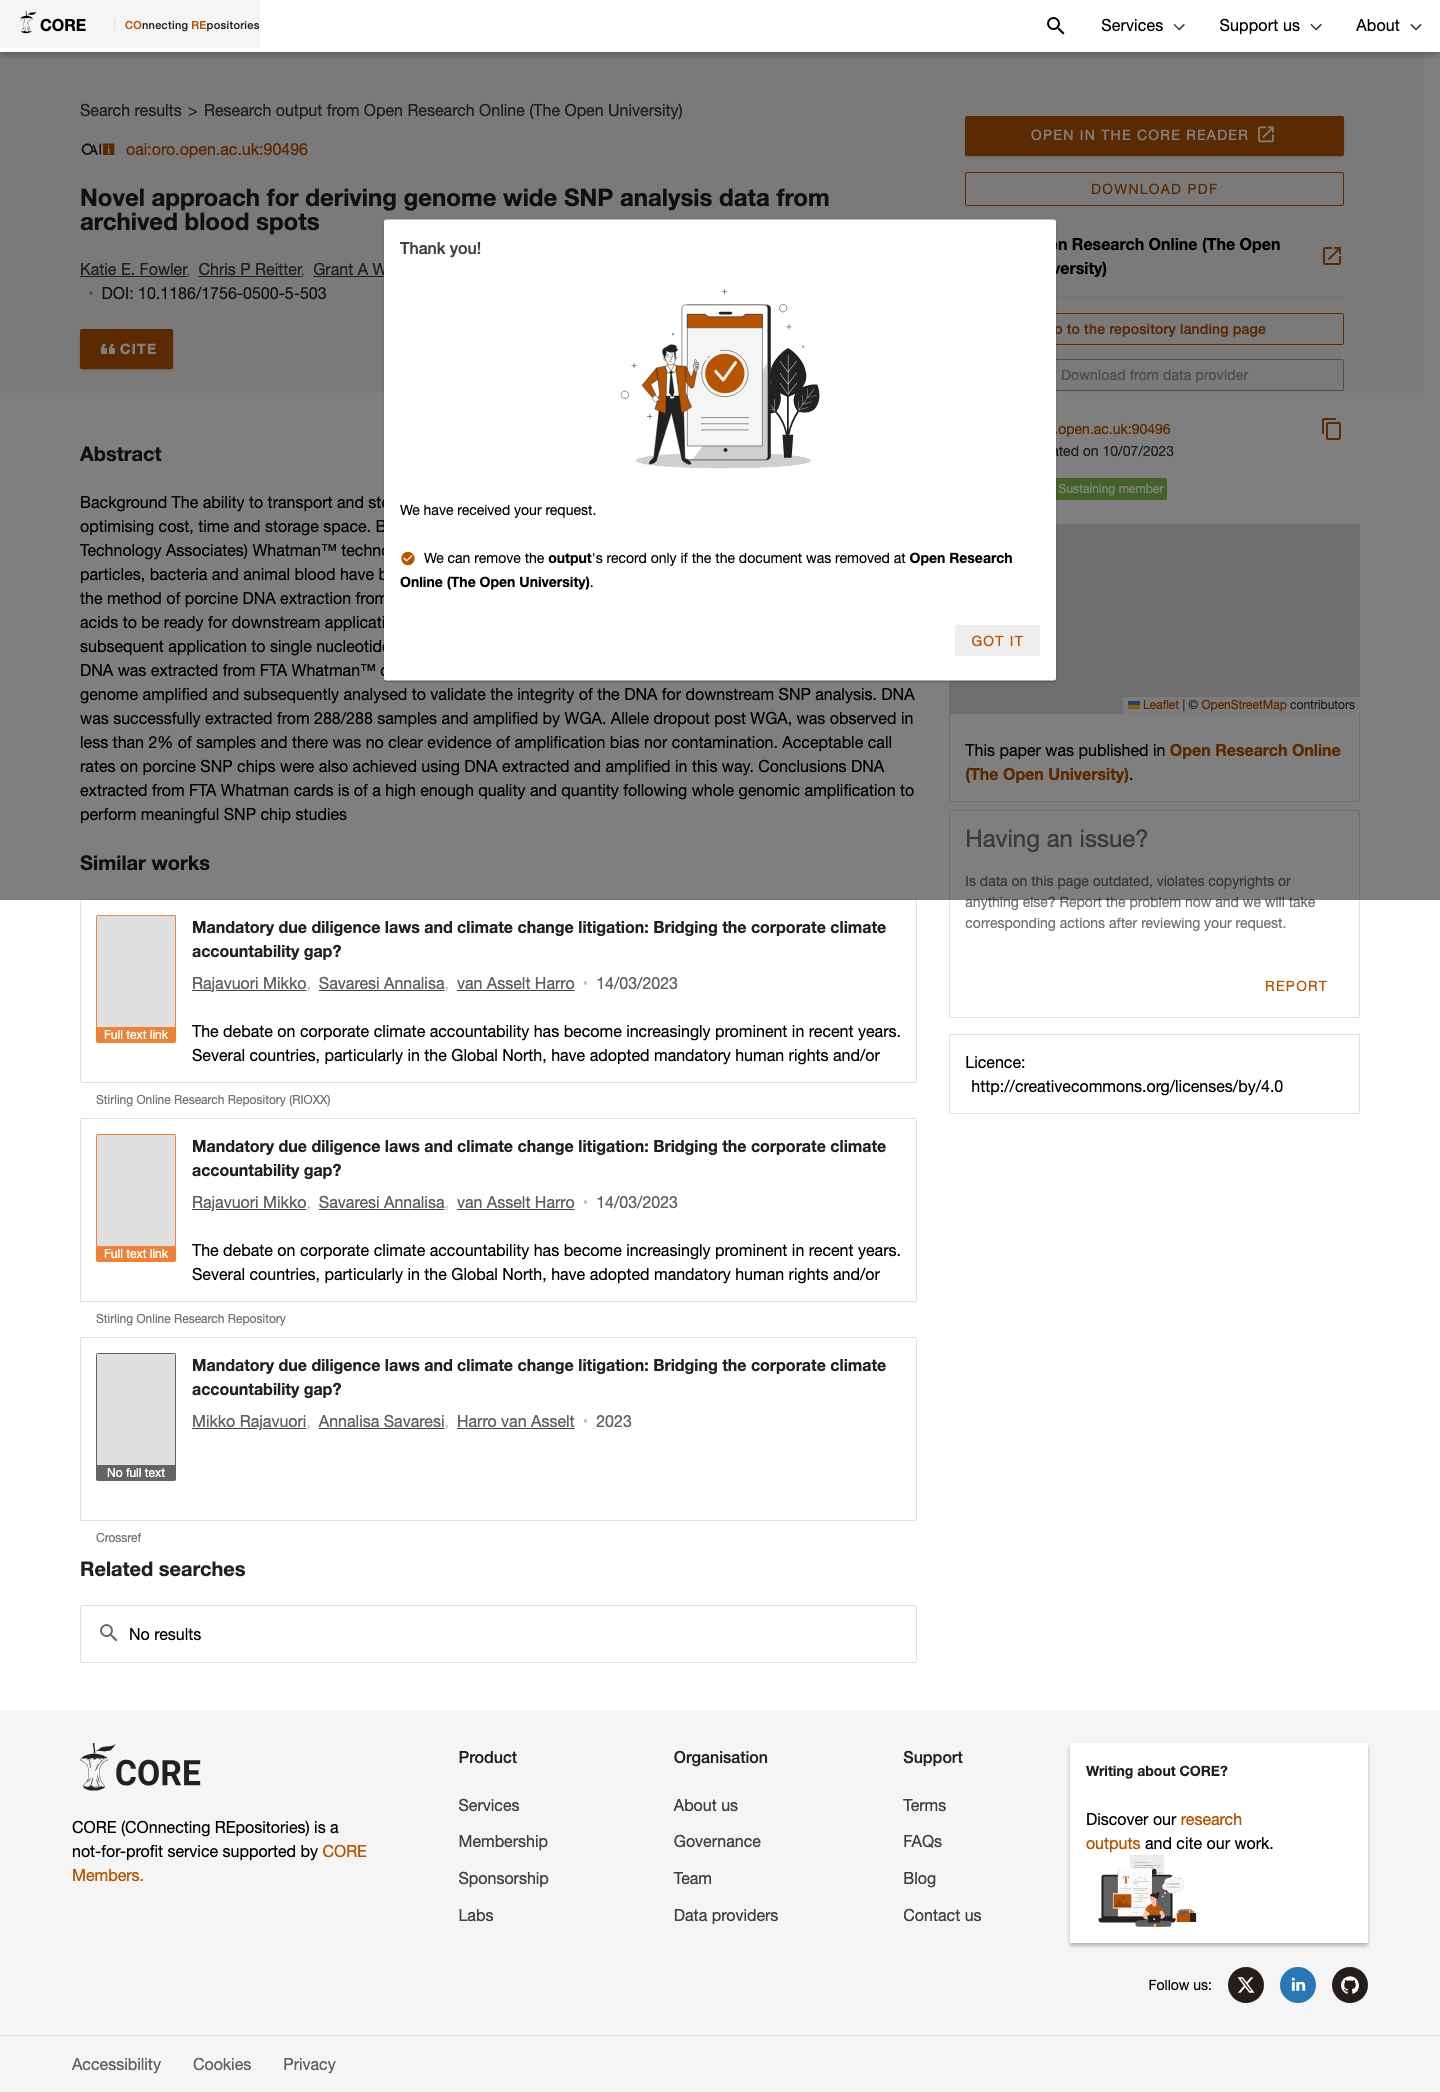 CORE
COnnecting REpositories
Services
Support us
About
Search results > Research output from Open Research Online (The Open University)
OAI oai:oro.open.ac.uk:90496
Novel approach for deriving genome wide SNP analysis data from
archived blood spots
Katie E. Fowler, Chris P Reitter, Grant A
• DOI: 10.1186/1756-0500-5-503
CITE
OPEN IN THE CORE READER
DOWNLOAD PDF
Research Online (The Open
to the repository landing page
Download from data provider
.open.ac.uk:90496
on 10/07/2023
Sustaining member
Thank you!
We have received your request.
We can remove the output's record only if the the document was removed at Open Research
Online (The Open University).
GOT IT
Abstract
Background The ability to transport and
optimising cost, time and storage space.
Technology Associates) Whatman™
particles, bacteria and animal blood have
the method of porcine DNA extraction from
acids to be ready for downstream
subsequent application to single
DNA was extracted from FTA Whatman™
genome amplified and subsequently analysed to validate the integrity of the DNA for downstream SNP analysis. DNA
was successfully extracted from 288/288 samples and amplified by WGA. Allele dropout post WGA, was observed in
less than 2% of samples and there was no clear evidence of amplification bias nor contamination. Acceptable call
rates on porcine SNP chips were also achieved using DNA extracted and amplified in this way. Conclusions DNA
extracted from FTA Whatman cards is of a high enough quality and quantity following whole genomic amplification to
perform meaningful SNP chip studies
Leaflet | © OpenStreetMap contributors
This paper was published in Open Research Online
(The Open University).
Having an issue?
Is data on this page outdated, violates copyrights or
anything else? Report the problem now and we will take
corresponding actions after reviewing your request.
REPORT
Licence:
http://creativecommons.org/licenses/by/4.0
Similar works
Mandatory due diligence laws and climate change litigation: Bridging the corporate climate
accountability gap?
Rajavuori Mikko, Savaresi Annalisa, van Asselt Harro • 14/03/2023
Full text link
The debate on corporate climate accountability has become increasingly prominent in recent years.
Several countries, particularly in the Global North, have adopted mandatory human rights and/or
Stirling Online Research Repository (RIOXX)
Mandatory due diligence laws and climate change litigation: Bridging the corporate climate
accountability gap?
Rajavuori Mikko, Savaresi Annalisa, van Asselt Harro • 14/03/2023
Full text link
The debate on corporate climate accountability has become increasingly prominent in recent years.
Several countries, particularly in the Global North, have adopted mandatory human rights and/or
Stirling Online Research Repository
Mandatory due diligence laws and climate change litigation: Bridging the corporate climate
accountability gap?
Mikko Rajavuori, Annalisa Savaresi, Harro van Asselt • 2023
No full text
Crossref
Related searches
No results
CORE
CORE (COnnecting REpositories) is a
not-for-profit service supported by CORE
Members.
Product
Services
Membership
Sponsorship
Labs
Organisation
About us
Governance
Team
Data providers
Support
Terms
FAQs
Blog
Contact us
Writing about CORE?
Discover our research
outputs and cite our work.
T
Follow us:
Accessibility
Cookies
Privacy